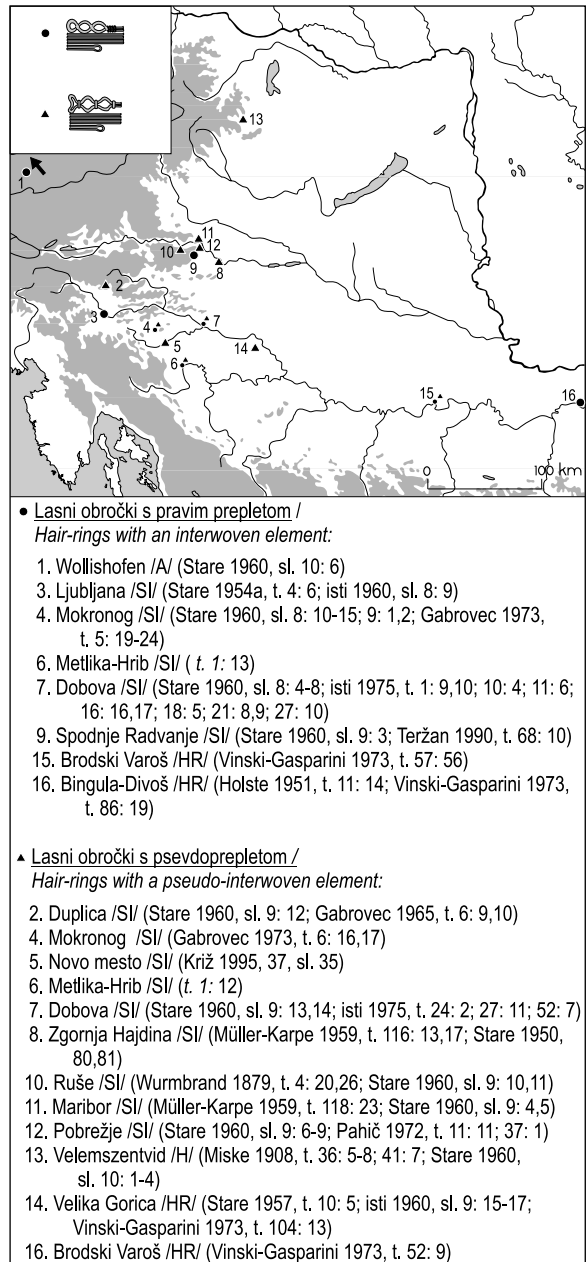 13
1
11
12
10
9
8
2
3
4
7
5
14
6
15
16
0 100 km
● Lasni obročki s pravim prepletom /
Hair-rings with an interwoven element:
1. Wollishofen /A/ (Stare 1960, sl. 10: 6)
3. Ljubljana /SI/ (Stare 1954a, t. 4: 6; isti 1960, sl. 8: 9)
4. Mokronog /SI/ (Stare 1960, sl. 8: 10-15; 9: 1,2; Gabrovec 1973,
t. 5: 19-24)
6. Metlika-Hrib /SI/ ( t. 1: 13)
7. Dobova /SI/ (Stare 1960, sl. 8: 4-8; isti 1975, t. 1: 9,10; 10: 4; 11: 6;
16: 16,17; 18: 5; 21: 8,9; 27: 10)
9. Spodnje Radvanje /SI/ (Stare 1960, sl. 9: 3; Teržan 1990, t. 68: 10)
15. Brodski Varoš /HR/ (Vinski-Gasparini 1973, t. 57: 56)
16. Bingula-Divoš /HR/ (Holste 1951, t. 11: 14; Vinski-Gasparini 1973,
t. 86: 19)
▲ Lasni obročki s psevdoprepletom /
Hair-rings with a pseudo-interwoven element:
2. Duplica /SI/ (Stare 1960, sl. 9: 12; Gabrovec 1965, t. 6: 9,10)
4. Mokronog /SI/ (Gabrovec 1973, t. 6: 16,17)
5. Novo mesto /SI/ (Križ 1995, 37, sl. 35)
6. Metlika-Hrib /SI/ (t. 1: 12)
7. Dobova /SI/ (Stare 1960, sl. 9: 13,14; isti 1975, t. 24: 2; 27: 11; 52: 7)
8. Zgornja Hajdina /SI/ (Müller-Karpe 1959, t. 116: 13,17; Stare 1950,
80,81)
10. Ruše /SI/ (Wurmbrand 1879, t. 4: 20,26; Stare 1960, sl. 9: 10,11)
11. Maribor /SI/ (Müller-Karpe 1959, t. 118: 23; Stare 1960, sl. 9: 4,5)
12. Pobrežje /SI/ (Stare 1960, sl. 9: 6-9; Pahič 1972, t. 11: 11; 37: 1)
13. Velemszentvid /H/ (Miske 1908, t. 36: 5-8; 41: 7; Stare 1960,
sl. 10: 1-4)
14. Velika Gorica /HR/ (Stare 1957, t. 10: 5; isti 1960, sl. 9: 15-17;
Vinski-Gasparini 1973, t. 104: 13)
16. Brodski Varoš /HR/ (Vinski-Gasparini 1973, t. 52: 9)